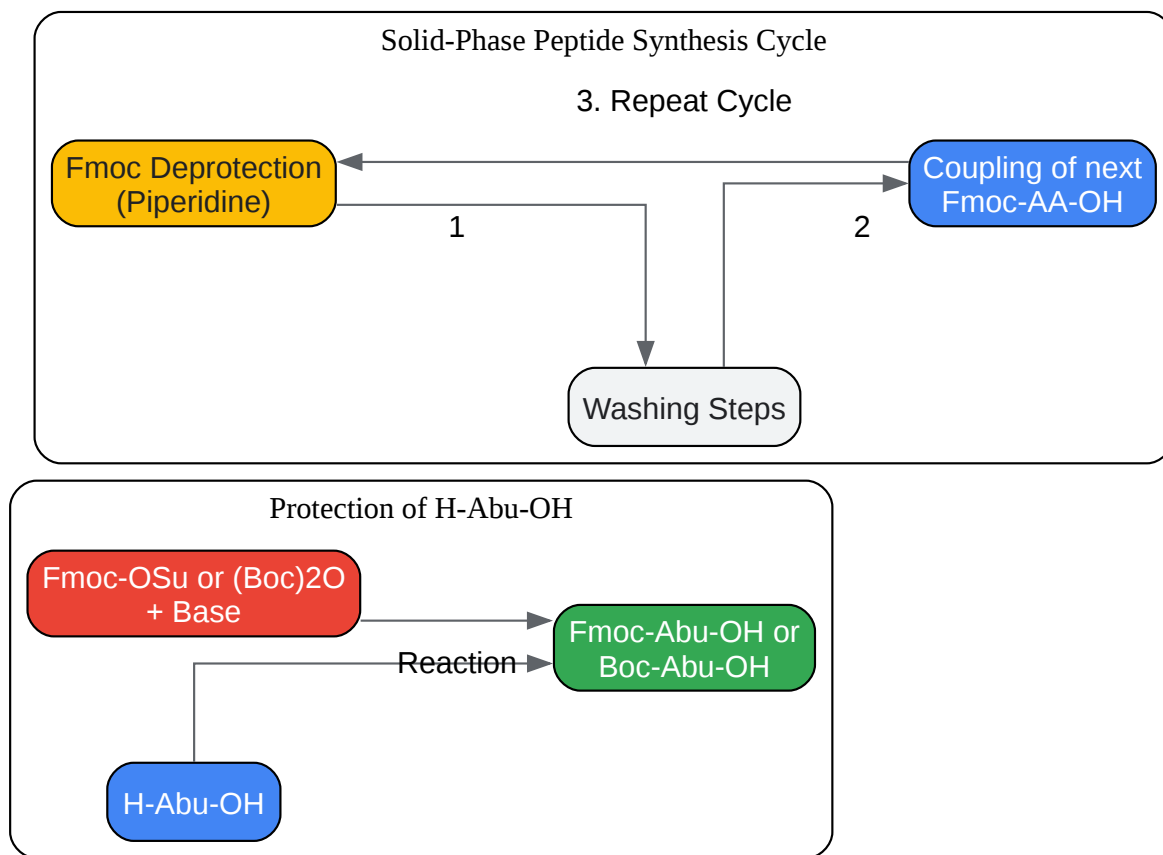 Solid-Phase Peptide Synthesis Cycle
3. Repeat Cycle
Fmoc Deprotection
(Piperidine)
Coupling of next
Fmoc-AA-OH
1
2
Washing Steps
Protection of H-Abu-OH
Fmoc-OSu or (Boc)2O
+ Base
Fmoc-Abu-OH or
Boc-Abu-OH
Reaction
H-Abu-OH